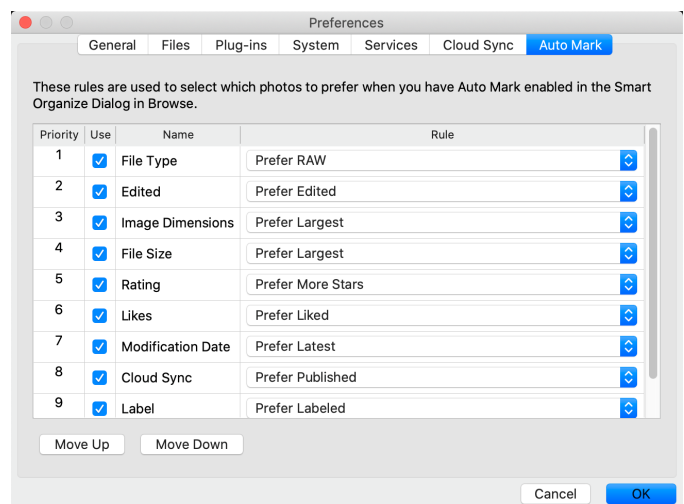 Preferences
General Files Plug-ins System Services Cloud Sync Auto Mark
These rules are used to select which photos to prefer when you have Auto Mark enabled in the Smart
Organize Dialog in Browse.
Priority Use Name Rule
1 File Type Prefer RAW
2 Edited Prefer Edited
3 Image Dimensions Prefer Largest
4 File Size Prefer Largest
5 Rating Prefer More Stars
6 Likes Prefer Liked
7 Modification Date Prefer Latest
8 Cloud Sync Prefer Published
9 Label Prefer Labeled
Move Up Move Down
Cancel OK